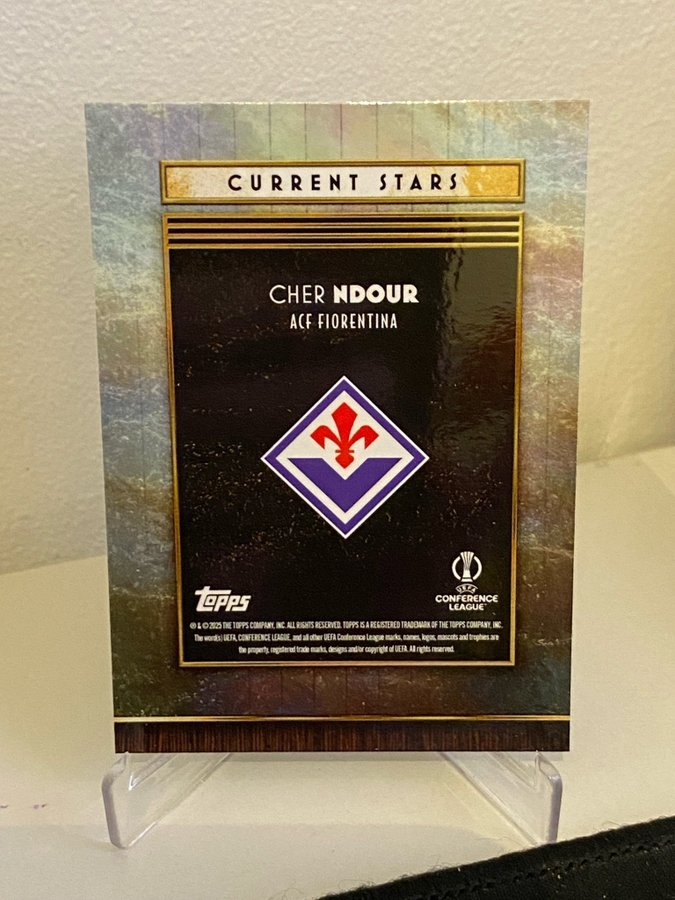 CURRENT STARS
CHER NDOUR
ACF FIORENTINA
topps
UEFA
CONFERENCE
LEAGUE
® & © 2025 THE TOPPS COMPANY, INC. ALL RIGHTS RESERVED. TOPPS IS A REGISTERED TRADEMARK OF THE TOPPS COMPANY, INC.
The word(s) UEFA, CONFERENCE LEAGUE, and all other UEFA Conference League marks, names, logos, mascots and trophies are
the property, registered trade marks, designs and/or copyright of UEFA. All rights reserved.